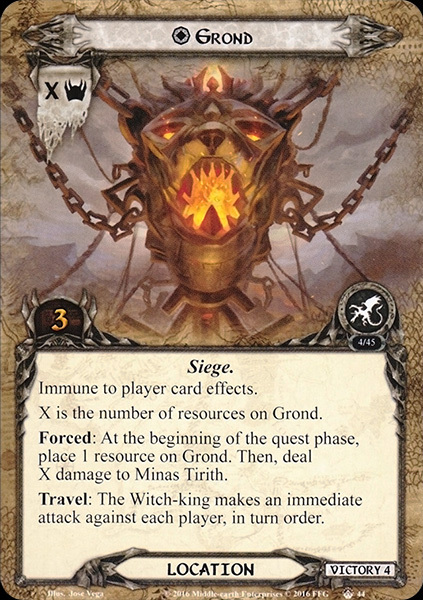 Grond
X
3
4/45
Siege.
Immune to player card effects.
X is the number of resources on Grond.
Forced: At the beginning of the quest phase,
place 1 resource on Grond. Then, deal
X damage to Minas Tirith.
Travel: The Witch-king makes an immediate
attack against each player, in turn order.
LOCATION
VICTORY 4
Illus. Jose Vega
© 2016 Middle-earth Enterprises © 2016 FFG
44